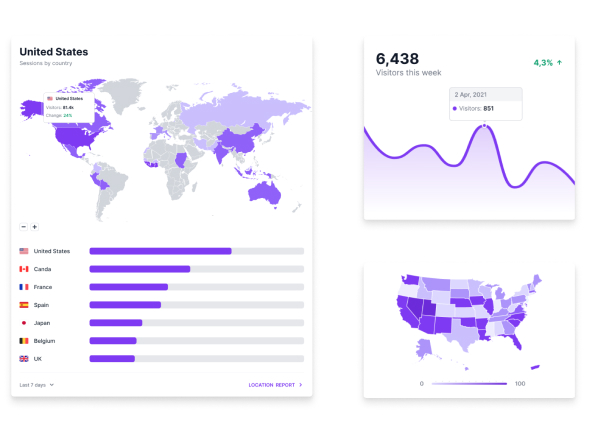 United States
Sessions by country
United States
Visitors: 81.4k
Change: 24%
United States
Canda
France
Spain
Japan
Belgium
UK
Last 7 days
LOCATION REPORT
6,438
Visitors this week
4,3%
2 Apr, 2021
Visitors: 851
0
100